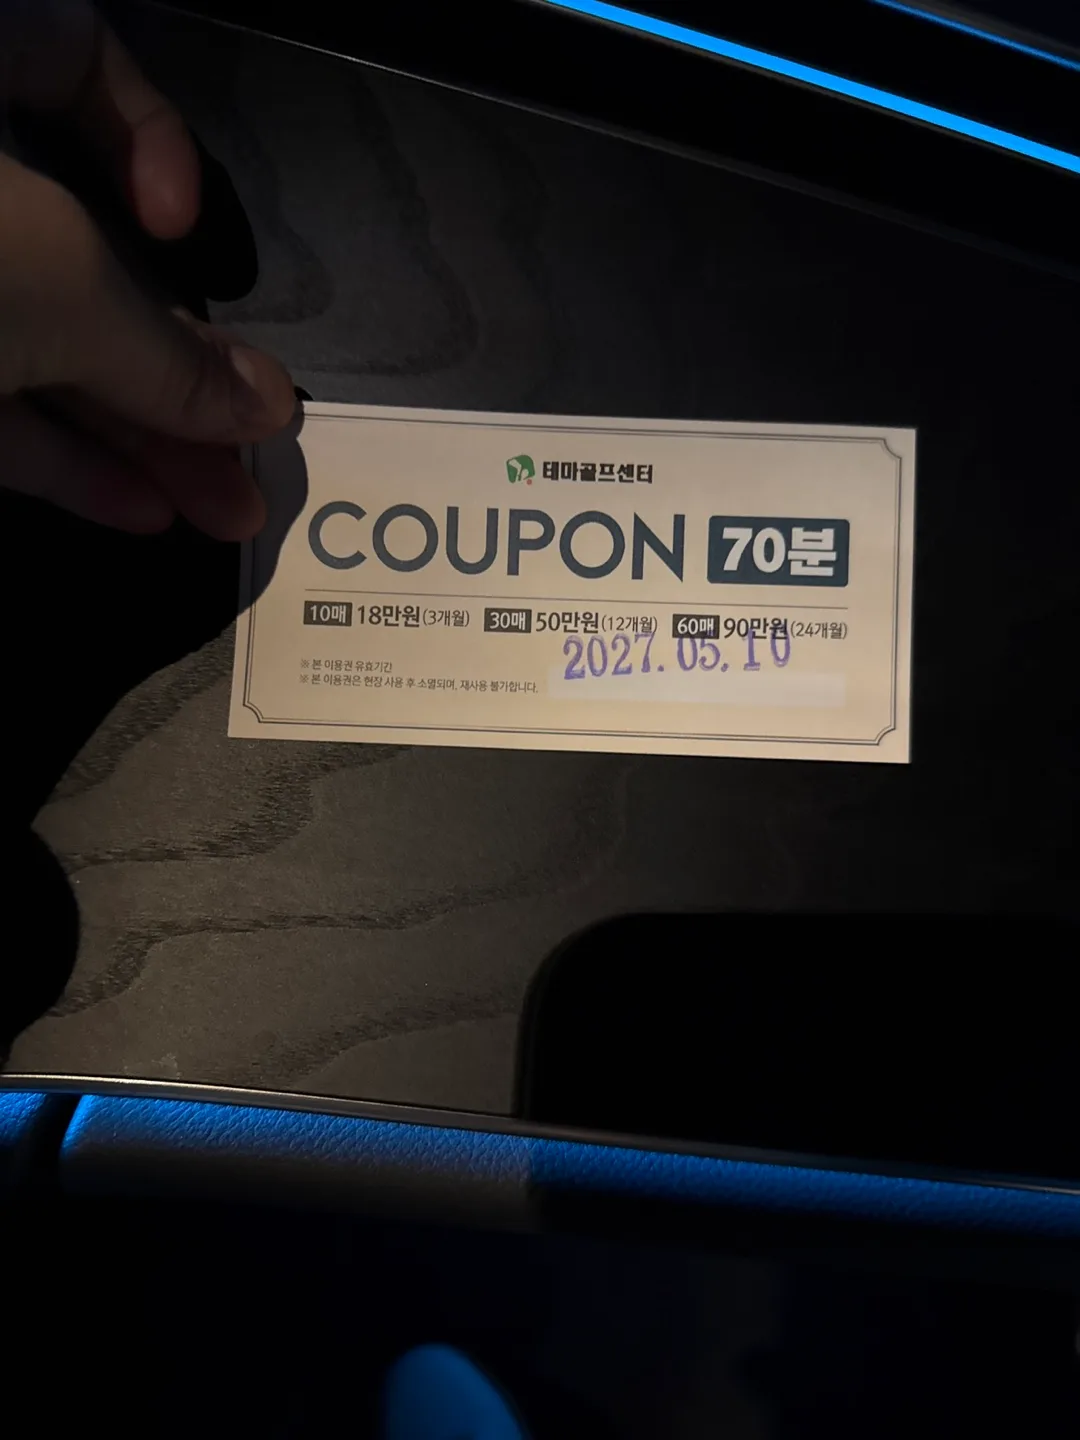 테마골프센터
COUPON 70분
10매 18만원(3개월) 30매 50만원(12개월) 60매 90만원(24개월)
2027.05.10
※ 본 이용권 유효기간
※ 본 이용권은 현장 사용 후 소멸되며, 재사용 불가합니다.